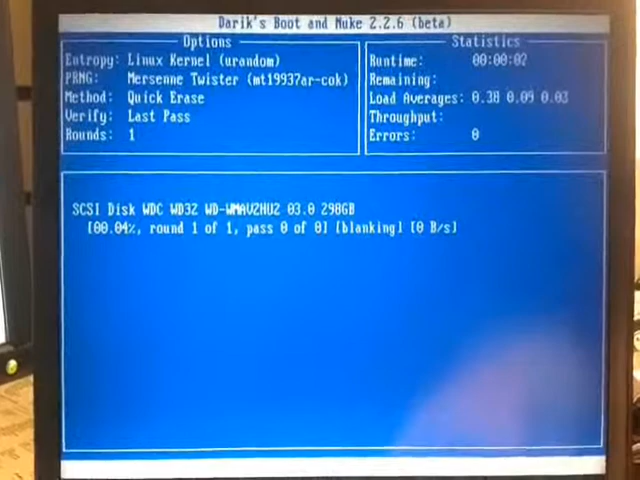 Darik's Boot and Nuke 2.2.6 (beta)
Options
Entropy: Linux Kernel (urandom)
PRNG: Mersenne Twister (mt19937ar-cok)
Method: Quick Erase
Verify: Last Pass
Rounds: 1
Statistics
Runtime: 00:00:02
Remaining:
Load Averages: 0.38 0.09 0.03
Throughput:
Errors: 0
SCSI Disk WDC WD32 WD-WMAV2HU2 03.0 298GB
[00.04%, round 1 of 1, pass 0 of 0] [blanking] [0 B/s]